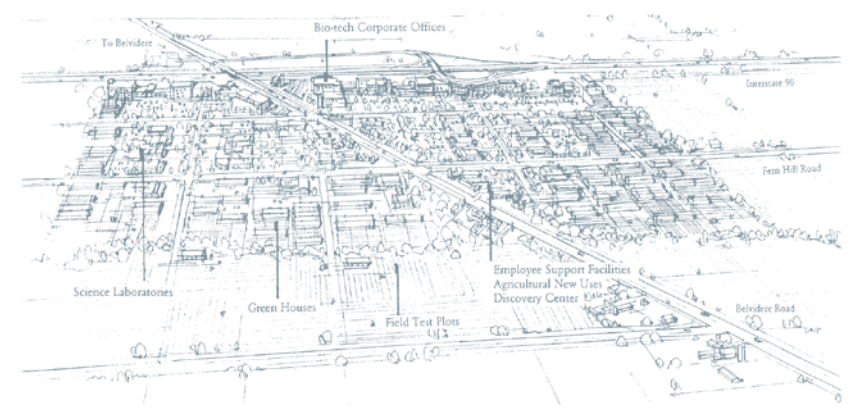 Bio-tech Corporate Offices
To Belvidere
Interstate 90
Fern Hill Road
Employee Support Facilities
Agricultural New Uses
Discovery Center
Science Laboratories
Green Houses
Belvidere Road
Field Test Plots